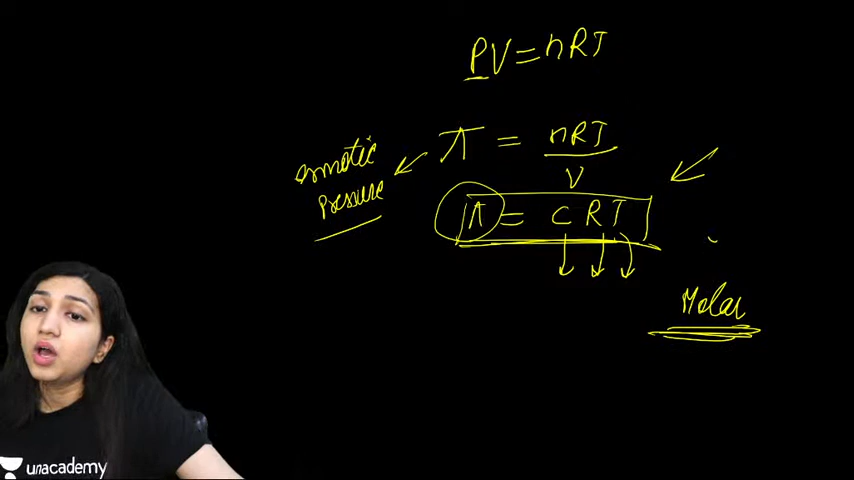 PV = nRT
π = nRT / V
osmotic
Pressure
π = CRT
Molar
unacademy